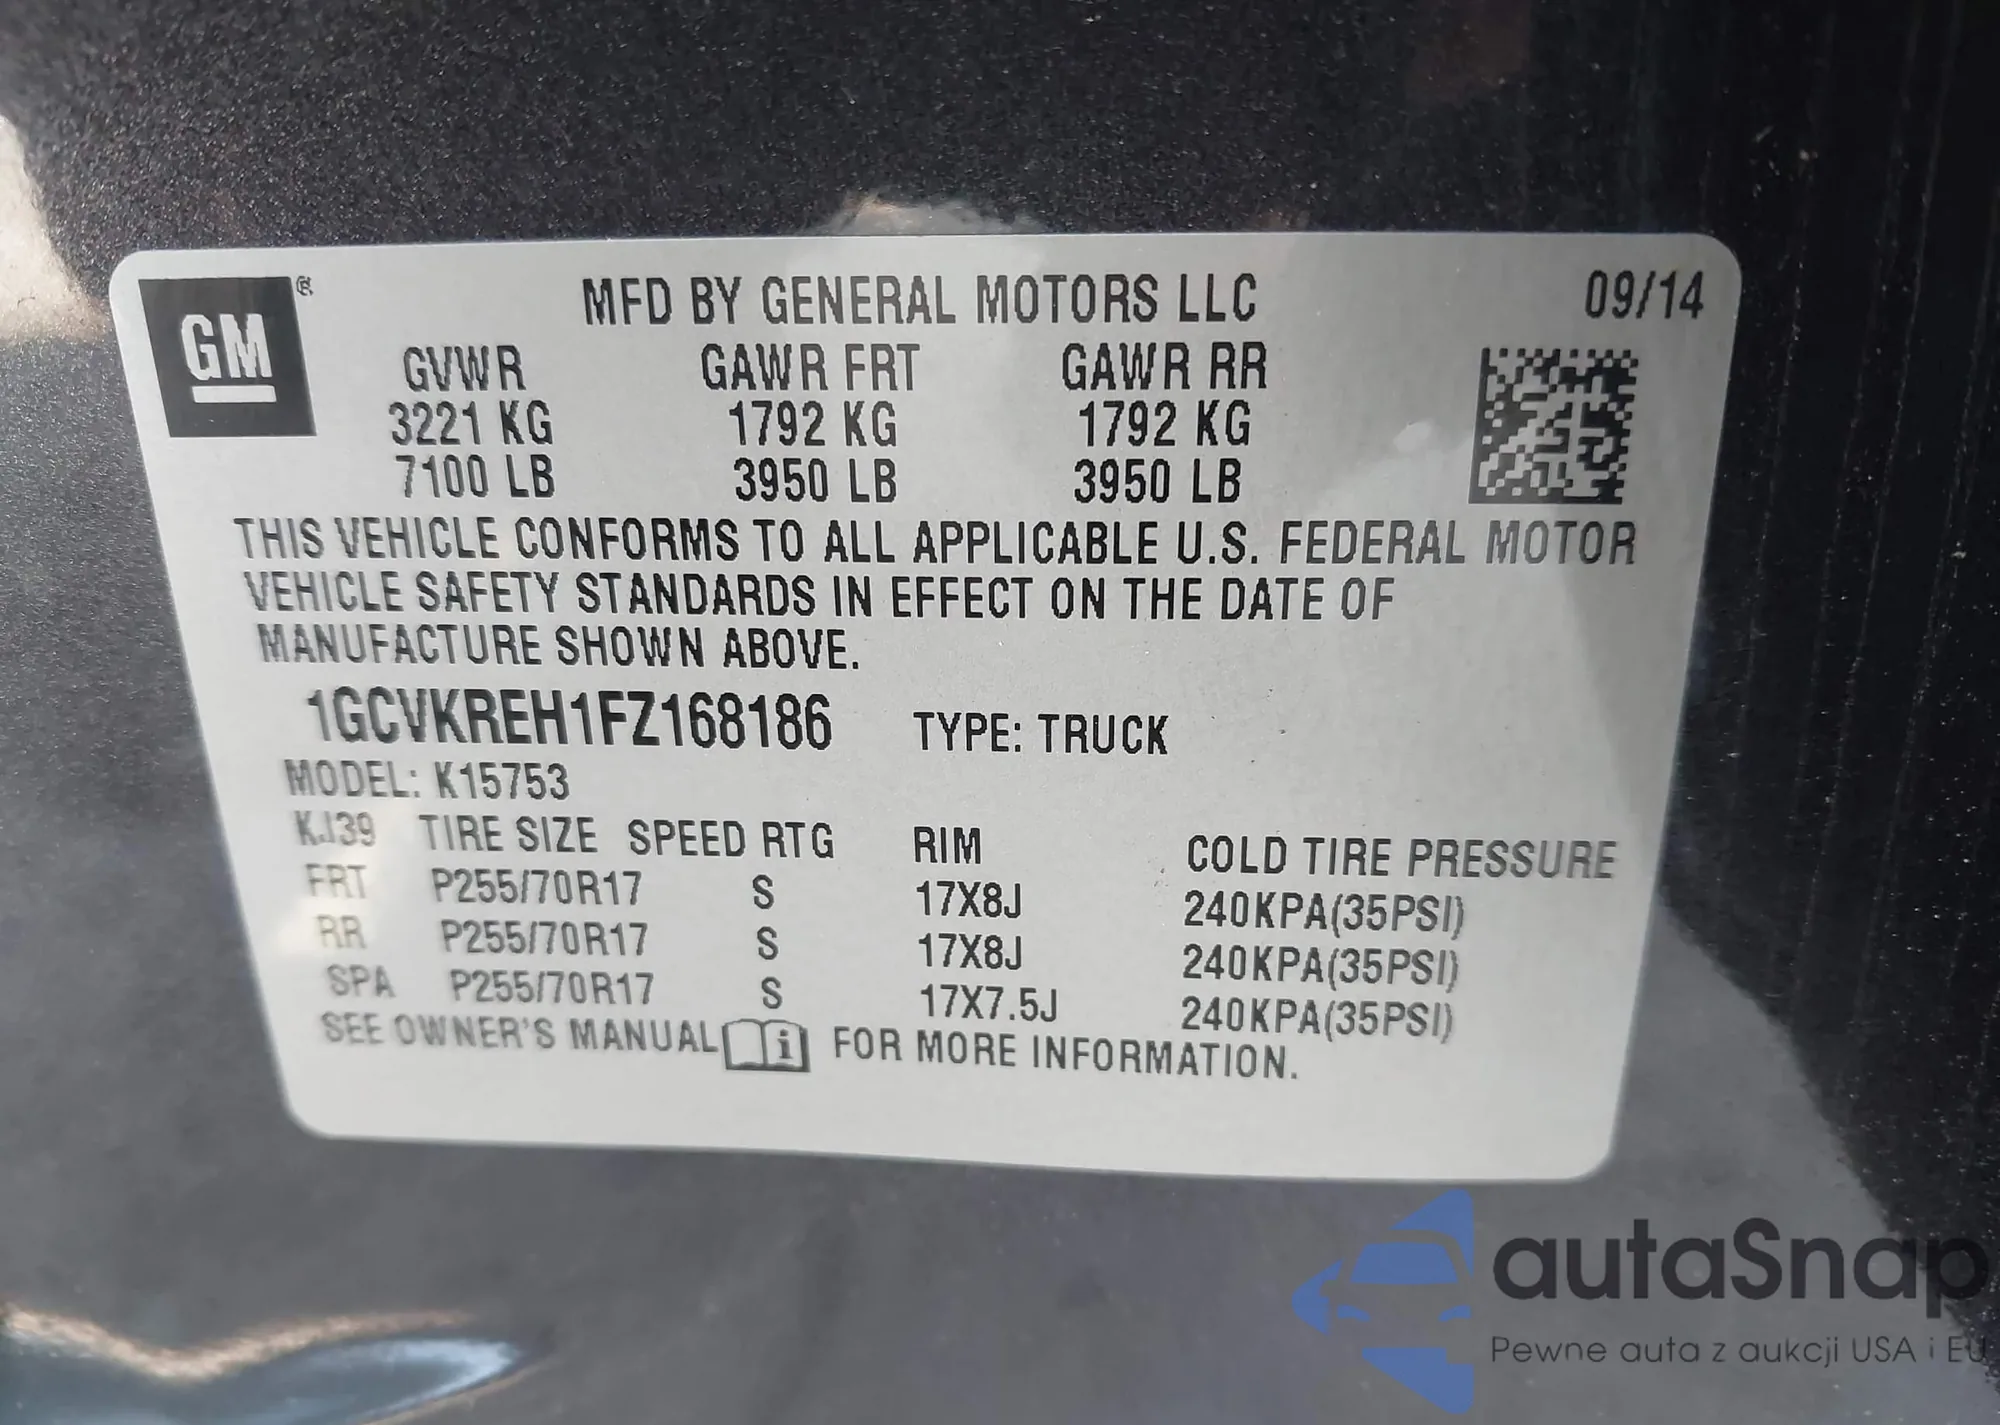 GM ® MFD BY GENERAL MOTORS LLC 09/14
GVWR GAWR FRT GAWR RR
3221 KG 1792 KG 1792 KG
7100 LB 3950 LB 3950 LB
THIS VEHICLE CONFORMS TO ALL APPLICABLE U.S. FEDERAL MOTOR
VEHICLE SAFETY STANDARDS IN EFFECT ON THE DATE OF
MANUFACTURE SHOWN ABOVE.
1GCVKREH1FZ168186 TYPE: TRUCK
MODEL: K15753
KJ39 TIRE SIZE SPEED RTG RIM COLD TIRE PRESSURE
FRT P255/70R17 S 17X8J 240KPA(35PSI)
RR P255/70R17 S 17X8J 240KPA(35PSI)
SPA P255/70R17 S 17X7.5J 240KPA(35PSI)
SEE OWNER'S MANUAL i FOR MORE INFORMATION.
autaSnap
Pewne auta z aukcji USA i EU